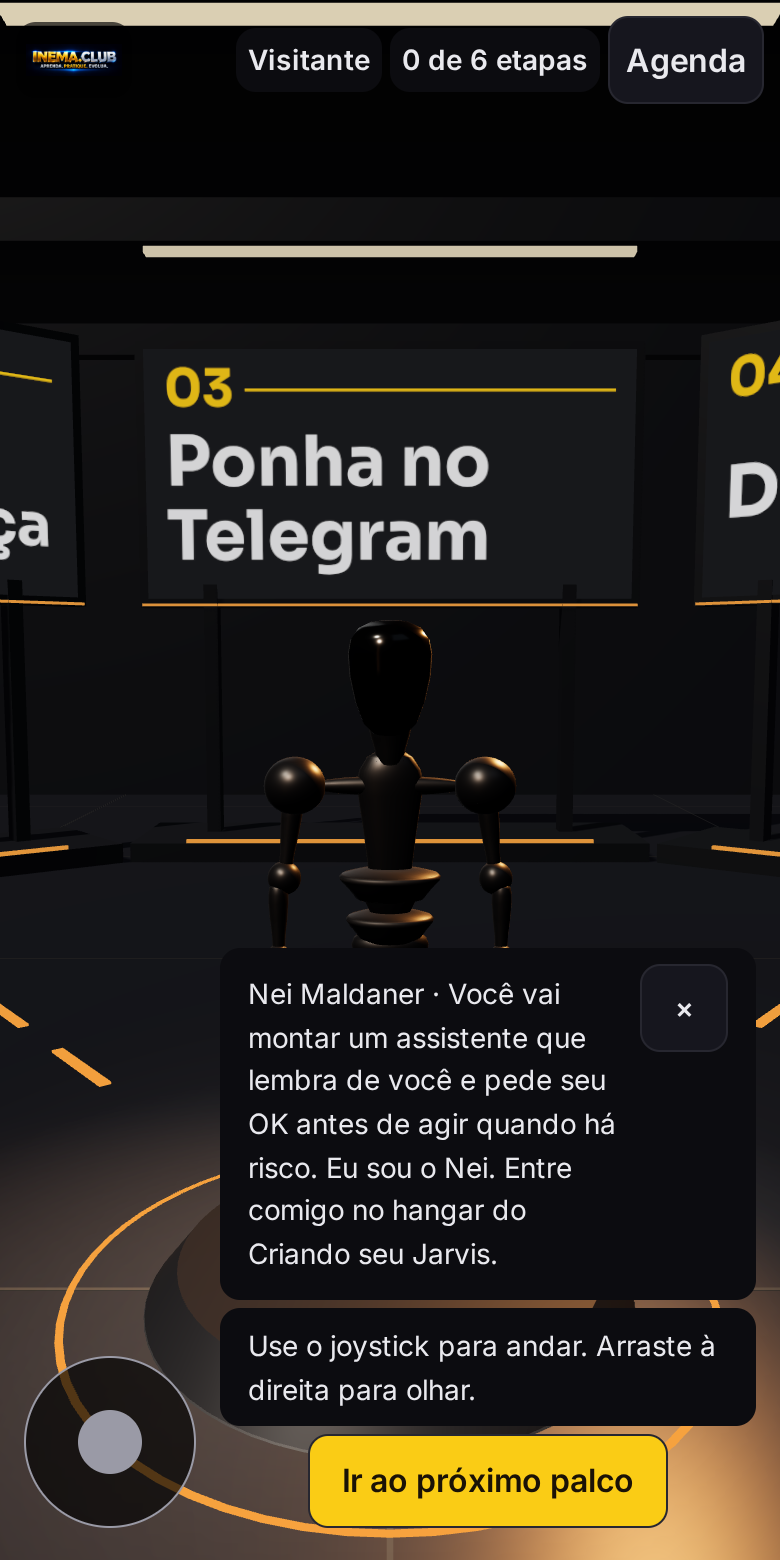 INEMA.CLUB
APRENDA. PRATIQUE. EVOLUA.
Visitante
0 de 6 etapas
Agenda
03
Ponha no
Telegram
ça
04
D
Nei Maldaner · Você vai
montar um assistente que
lembra de você e pede seu
OK antes de agir quando há
risco. Eu sou o Nei. Entre
comigo no hangar do
Criando seu Jarvis.
×
Use o joystick para andar. Arraste à
direita para olhar.
Ir ao próximo palco